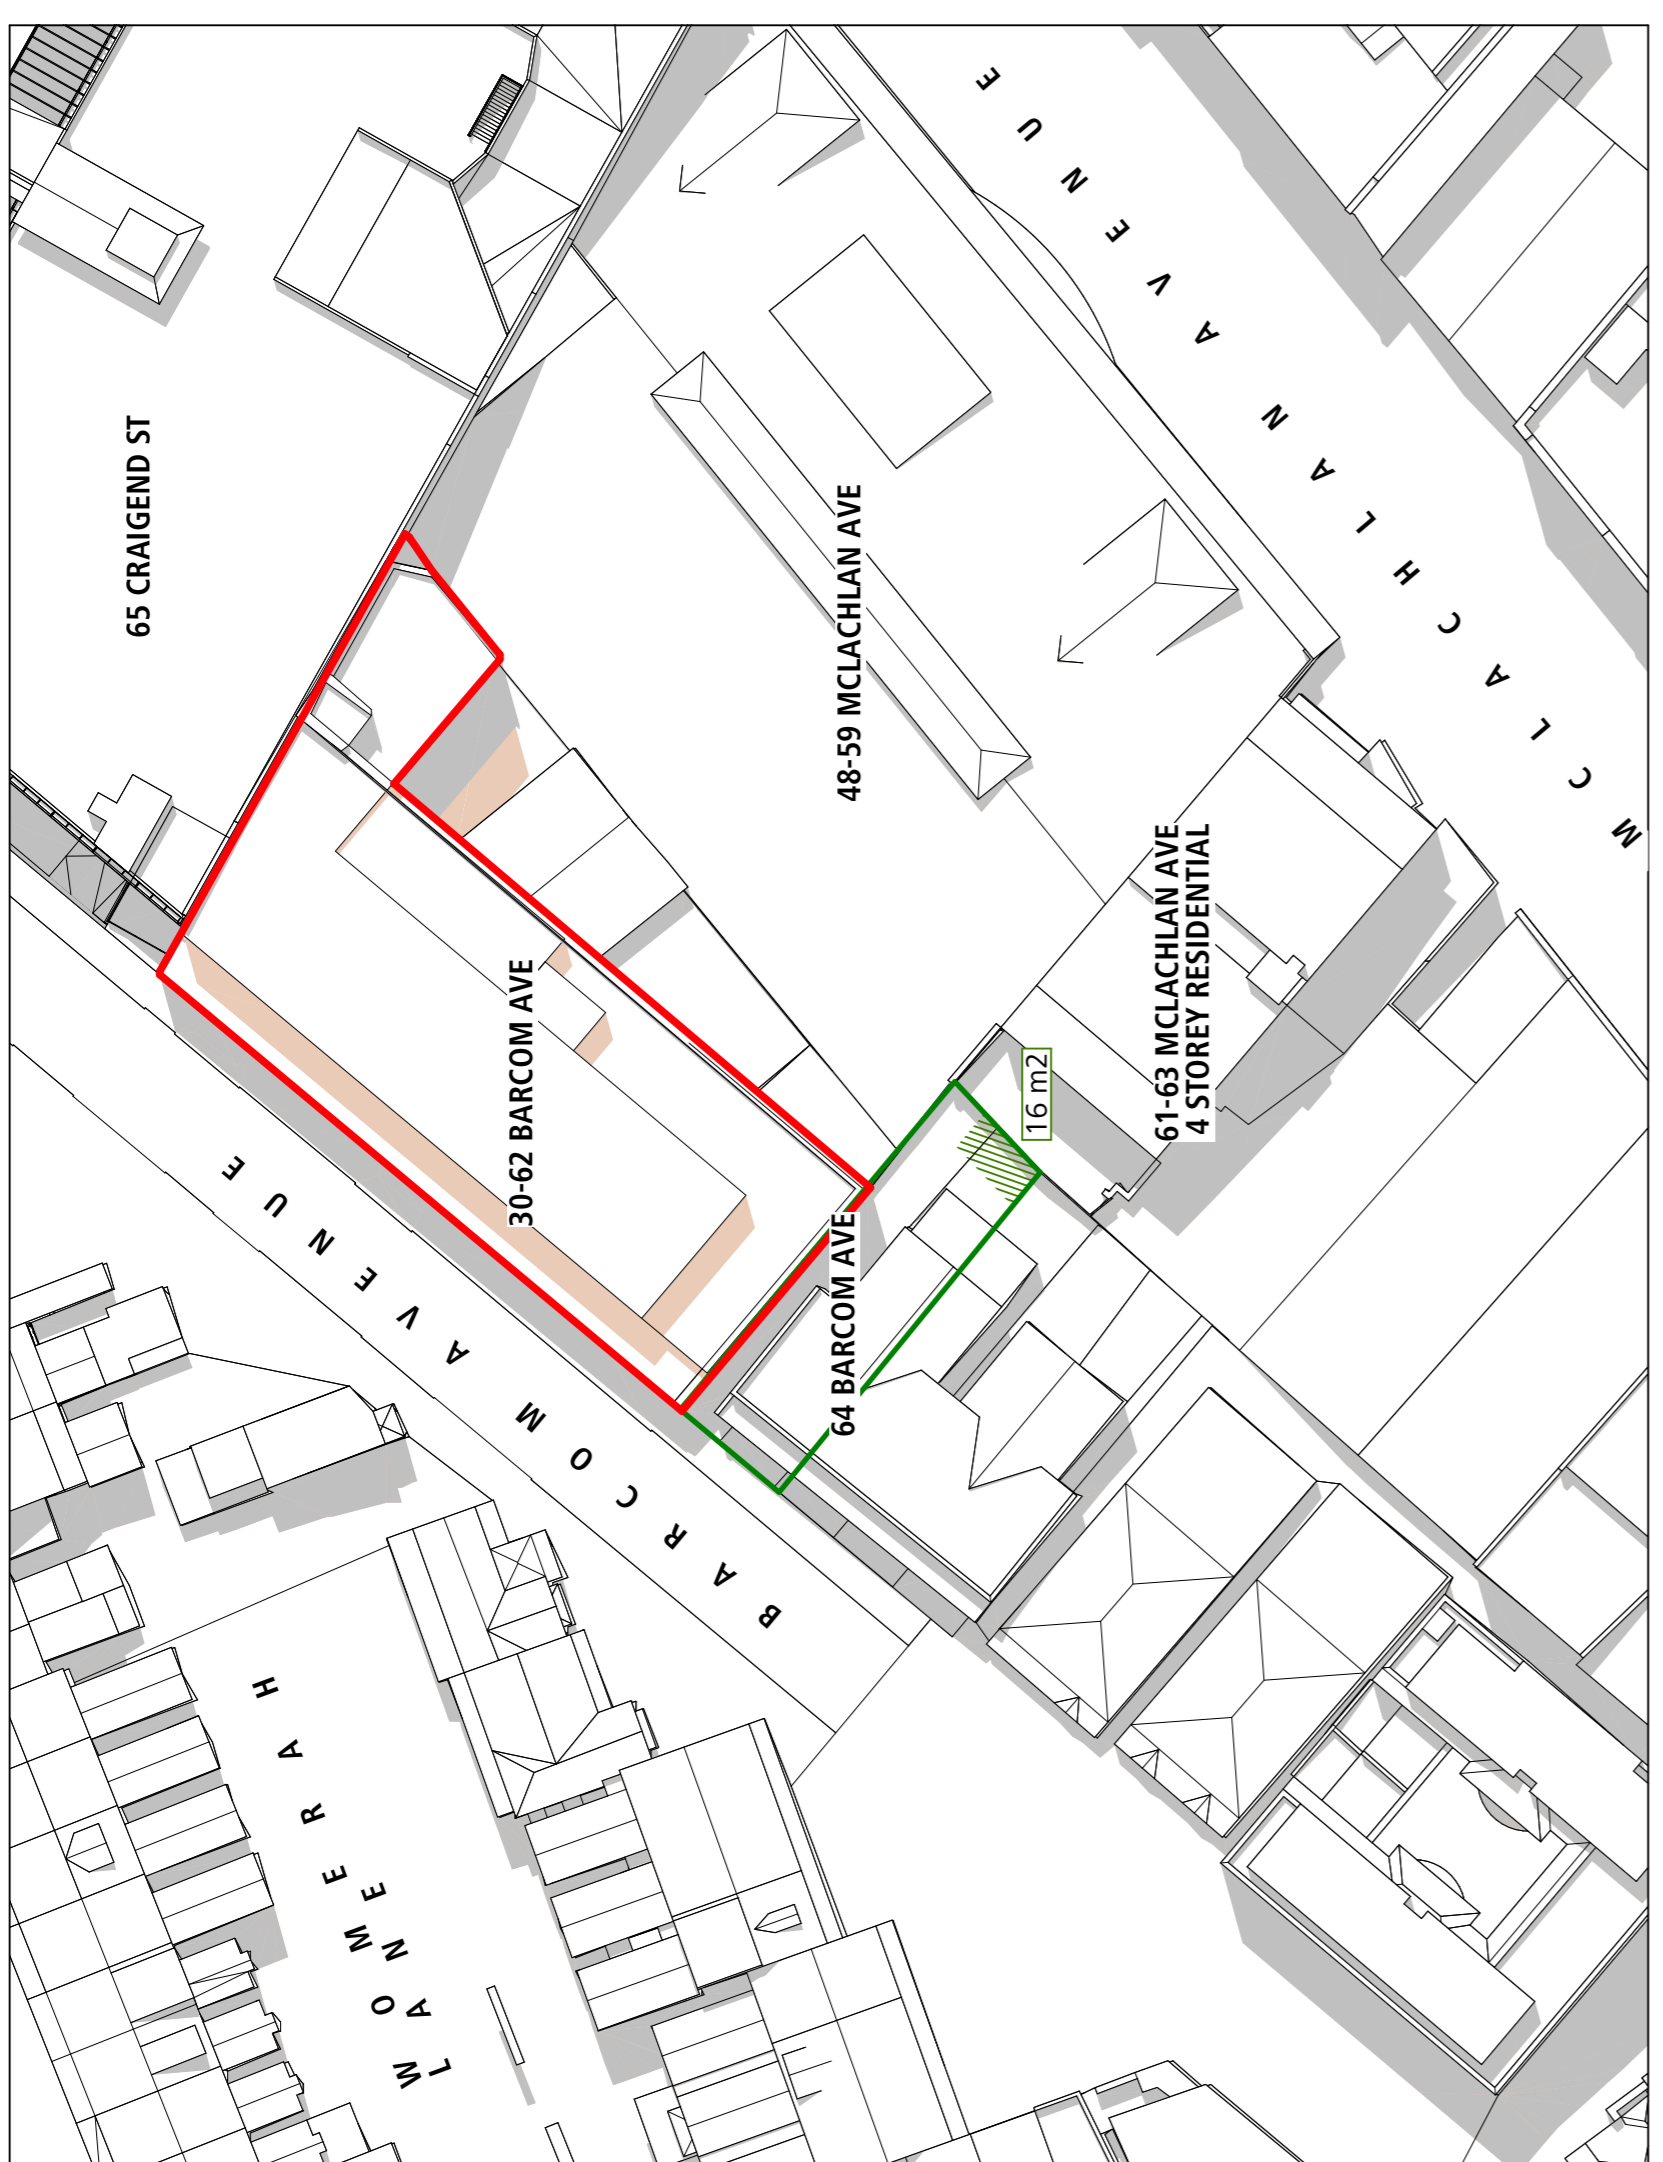 65 CRAIGEND ST
48-59 MCLACHLAN AVE
30-62 BARCOM AVE
64 BARCOM AVE
16 m2
61-63 MCLACHLAN AVE
4 STOREY RESIDENTIAL
MCLACHLAN AVENUE
BARCOM AVENUE
WOMEERAH
LANE